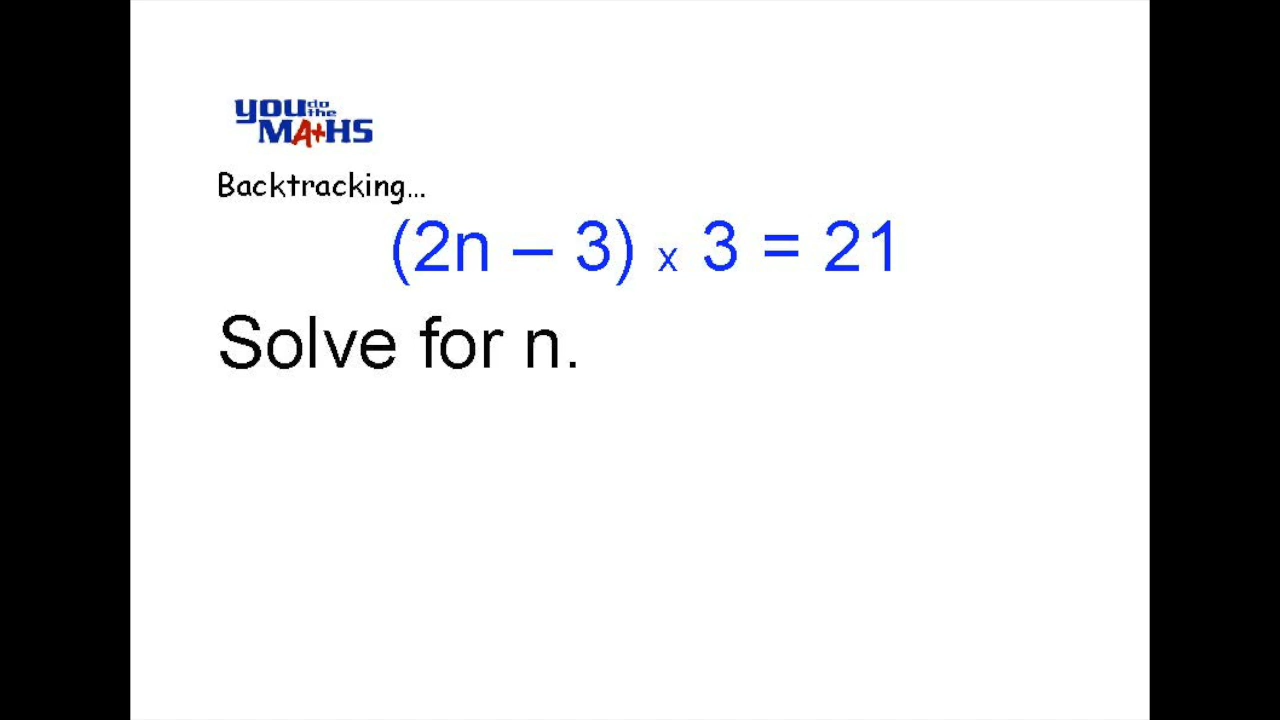 you do the
MA+HS
Backtracking...
(2n – 3) x 3 = 21
Solve for n.